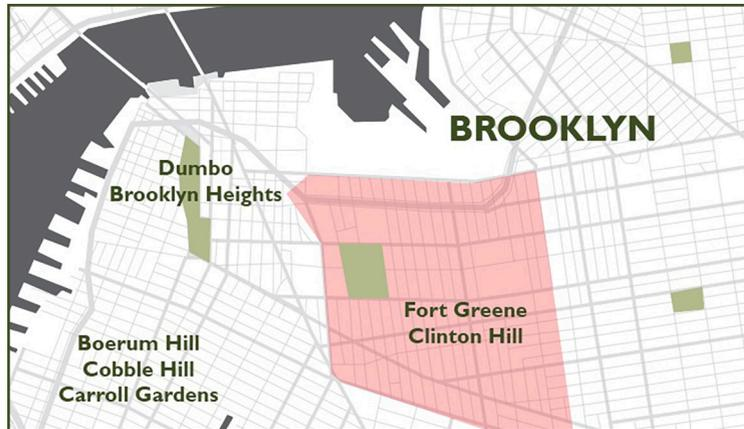 BROOKLYN
Dumbo
Brooklyn Heights
Fort Greene
Clinton Hill
Boerum Hill
Cobble Hill
Carroll Gardens